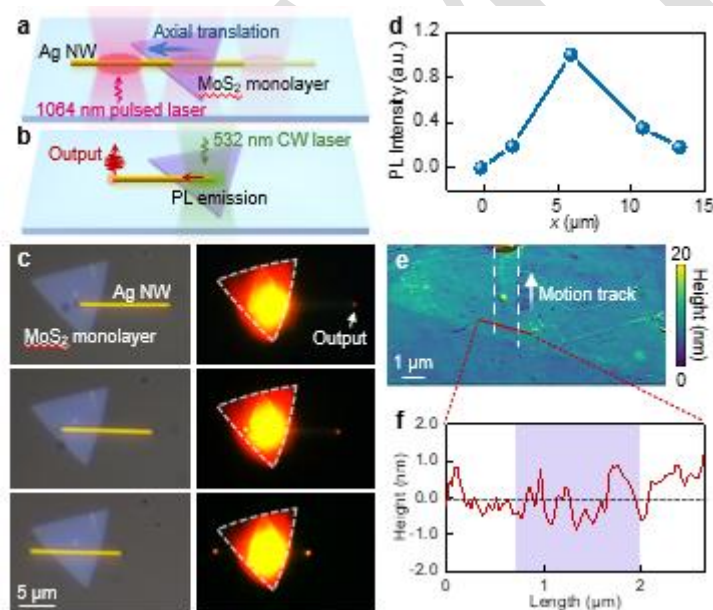 a
Axial translation
Ag NW
MoS₂ monolayer
1064 nm pulsed laser
b
532 nm CW laser
Output
PL emission
c
Ag NW
MoS₂ monolayer
Output
5 µm
d
PL Intensity (a.u.)
1.2
0.8
0.4
0.0
0 5 10 15
x (µm)
e
Motion track
1 µm
20
Height (nm)
0
f
Height (nm)
2.0
1.0
0.0
-1.0
-2.0
0 1 2
Length (µm)